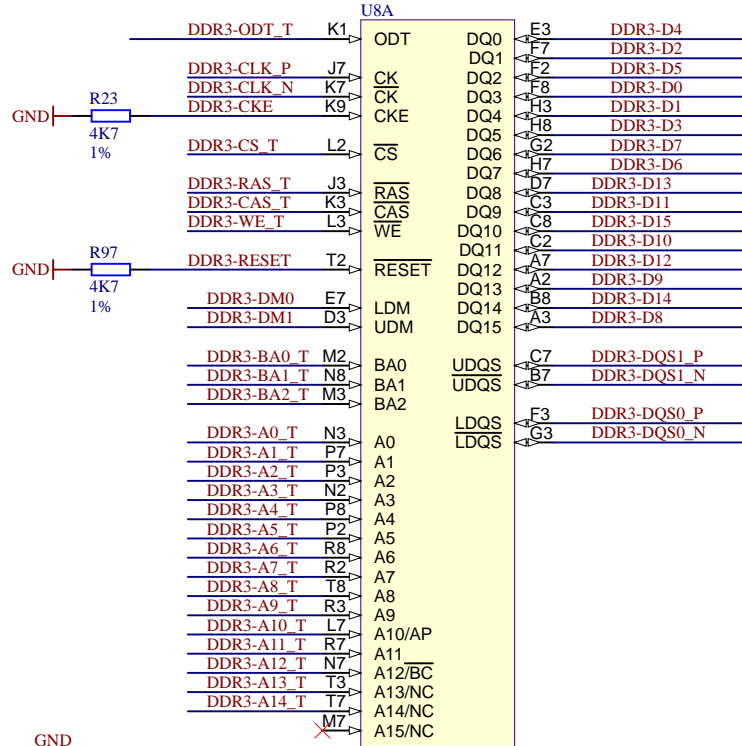 U8A
DDR3-ODT_T K1 ODT DQ0 E3 DDR3-D4
DQ1 F7 DDR3-D2
DDR3-CLK_P J7 CK DQ2 F2 DDR3-D5
DDR3-CLK_N K7 CK DQ3 F8 DDR3-D0
GND R23 DDR3-CKE K9 CKE DQ4 H3 DDR3-D1
4K7 DQ5 H8 DDR3-D3
1% DDR3-CS_T L2 CS DQ6 G2 DDR3-D7
DQ7 H7 DDR3-D6
DDR3-RAS_T J3 RAS DQ8 D7 DDR3-D13
DDR3-CAS_T K3 CAS DQ9 C3 DDR3-D11
DDR3-WE_T L3 WE DQ10 C8 DDR3-D15
DQ11 C2 DDR3-D10
GND R97 DDR3-RESET T2 RESET DQ12 A7 DDR3-D12
4K7 DQ13 A2 DDR3-D9
1% DDR3-DM0 E7 LDM DQ14 B8 DDR3-D14
DDR3-DM1 D3 UDM DQ15 A3 DDR3-D8
DDR3-BA0_T M2 BA0 UDQS C7 DDR3-DQS1_P
DDR3-BA1_T N8 BA1 UDQS B7 DDR3-DQS1_N
DDR3-BA2_T M3 BA2
LDQS F3 DDR3-DQS0_P
DDR3-A0_T N3 A0 LDQS G3 DDR3-DQS0_N
DDR3-A1_T P7 A1
DDR3-A2_T P3 A2
DDR3-A3_T N2 A3
DDR3-A4_T P8 A4
DDR3-A5_T P2 A5
DDR3-A6_T R8 A6
DDR3-A7_T R2 A7
DDR3-A8_T T8 A8
DDR3-A9_T R3 A9
DDR3-A10_T L7 A10/AP
DDR3-A11_T R7 A11
DDR3-A12_T N7 A12/BC
DDR3-A13_T T3 A13/NC
DDR3-A14_T T7 A14/NC
M7 A15/NC
GND